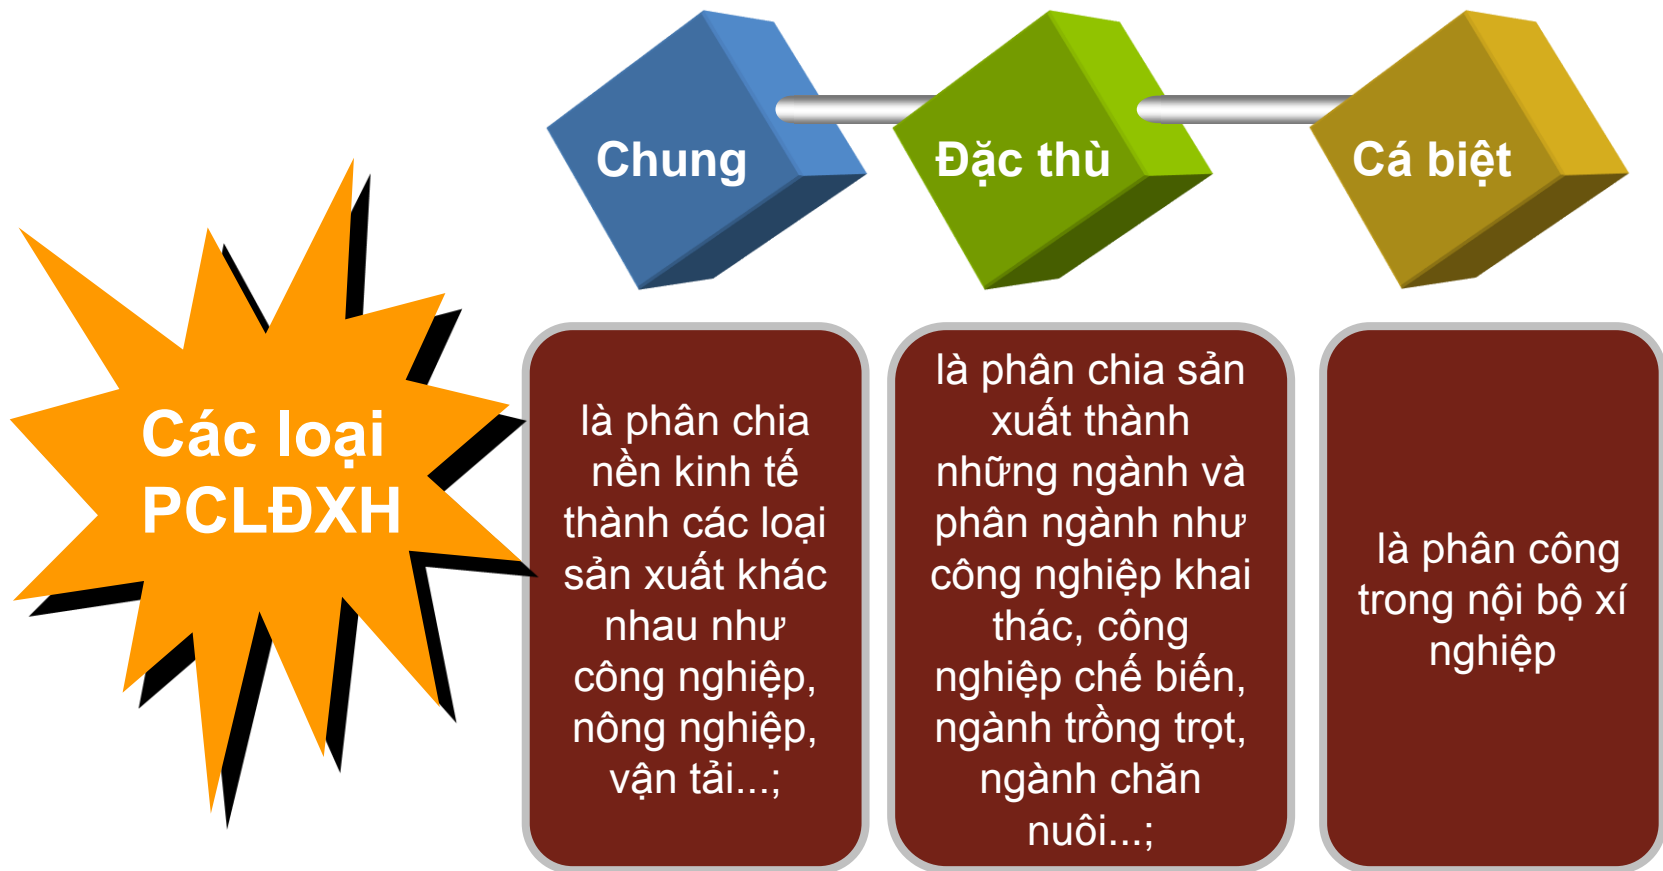 Chung
Đặc thù
Cá biệt
Các loại
PCLĐXH
là phân chia
nền kinh tế
thành các loại
sản xuất khác
nhau như
công nghiệp,
nông nghiệp,
vận tải...;
là phân chia sản
xuất thành
những ngành và
phân ngành như
công nghiệp khai
thác, công
nghiệp chế biến,
ngành trồng trọt,
ngành chăn
nuôi...;
là phân công
trong nội bộ xí
nghiệp